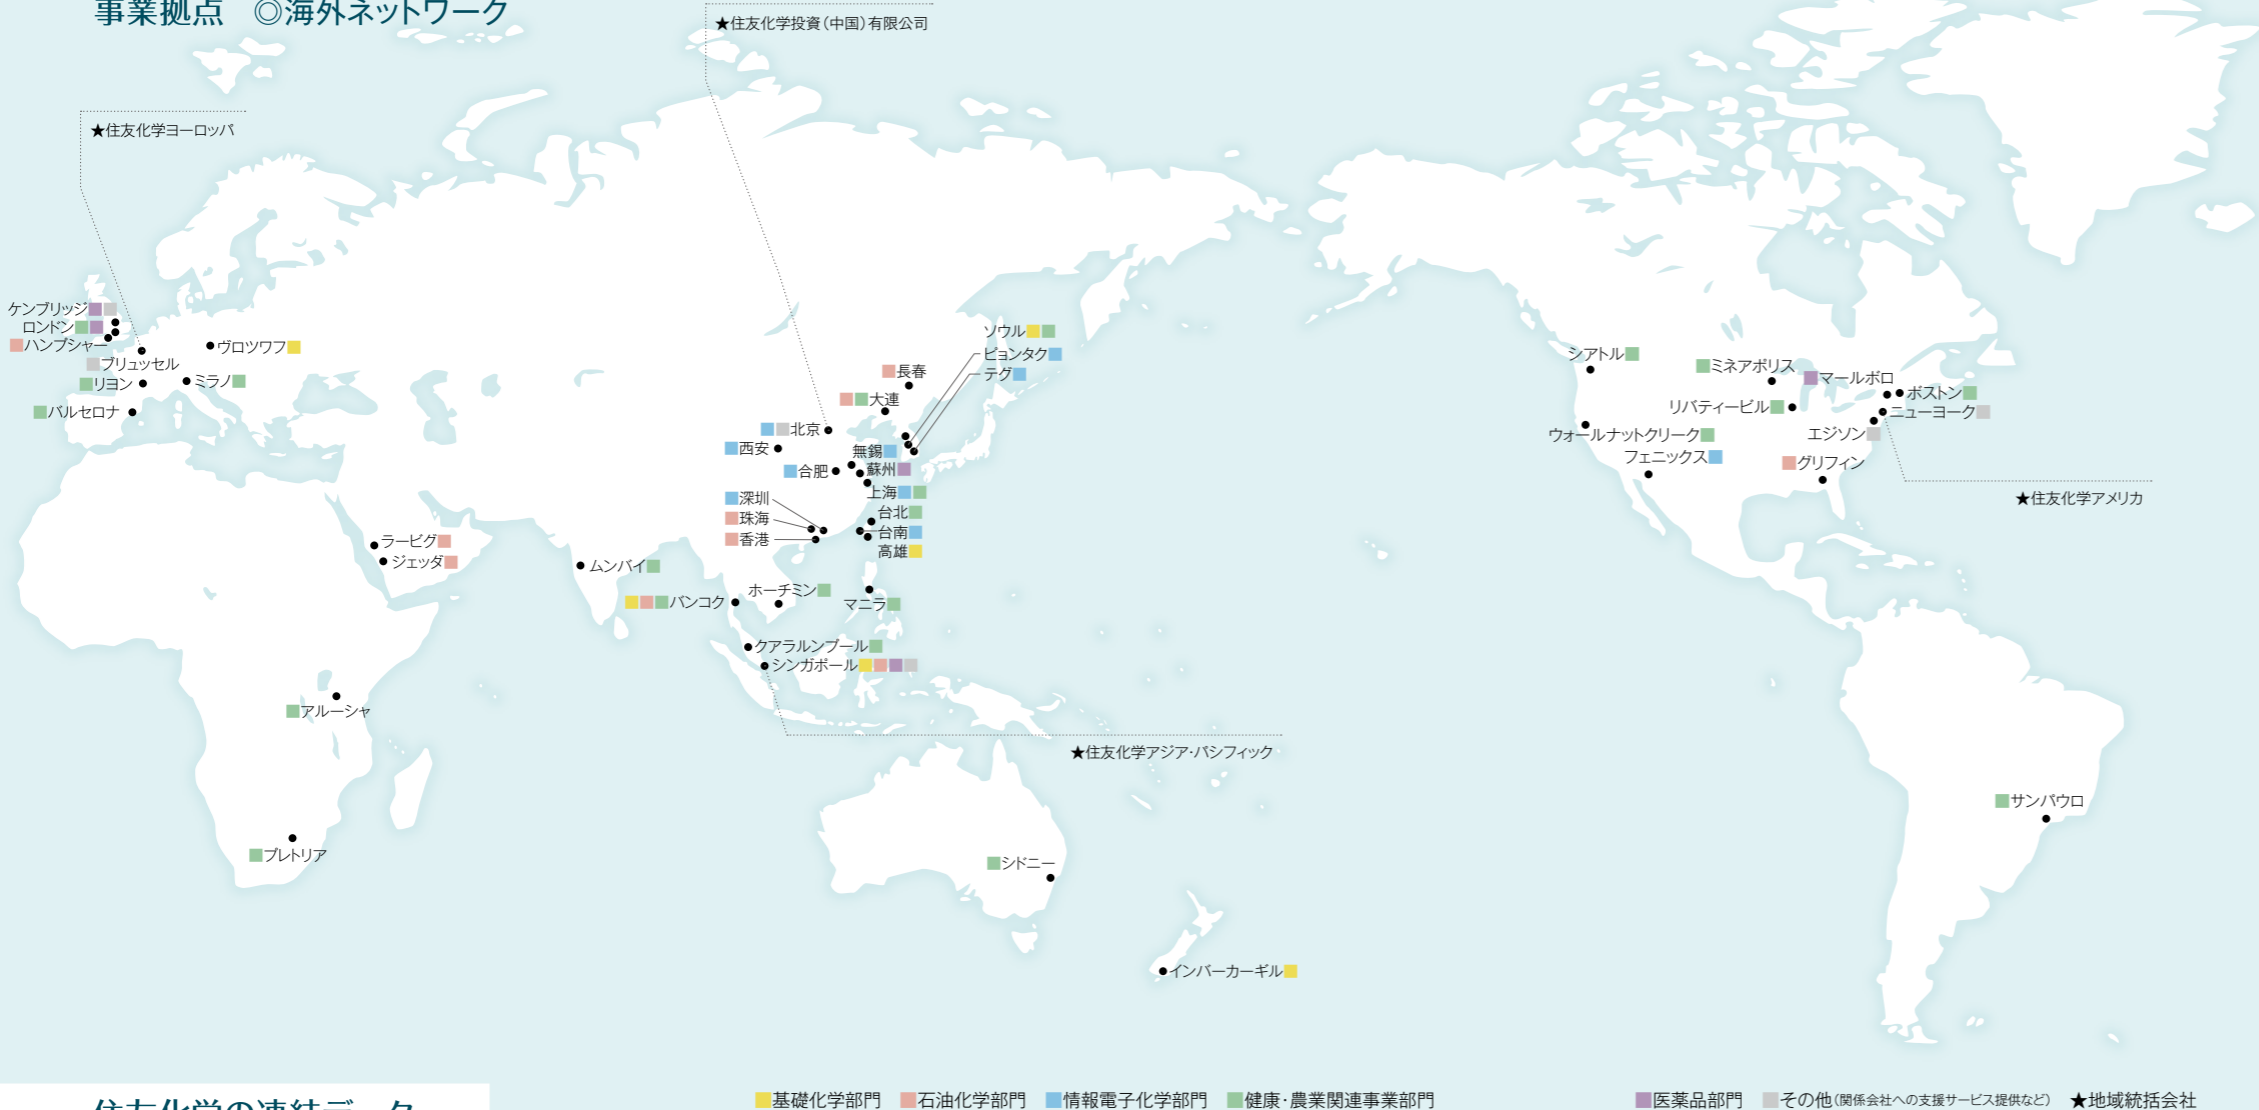 事業拠点 ◎海外ネットワーク
★住友化学投資(中国)有限公司
★住友化学ヨーロッパ
ケンブリッジ
ロンドン
ハンプシャー
ブリュッセル
リヨン
バルセロナ
ヴロツワフ
ミラノ
ソウル
ピョンタク
テグ
長春
大連
北京
西安
無錫
合肥
蘇州
上海
深圳
珠海
香港
台北
台南
高雄
ラービグ
ジェッダ
ムンバイ
ホーチミン
バンコク
マニラ
クアラルンプール
シンガポール
★住友化学アジア・パシフィック
アルーシャ
プレトリア
シドニー
インバーカーギル
シアトル
ミネアポリス
マールボロ
ボストン
リバティービル
ニューヨーク
ウォールナットクリーク
エジソン
フェニックス
グリフィン
★住友化学アメリカ
サンパウロ
基礎化学部門 石油化学部門 情報電子化学部門 健康・農業関連事業部門 医薬品部門 その他(関係会社への支援サービス提供など) ★地域統括会社
住友化学の連結データ